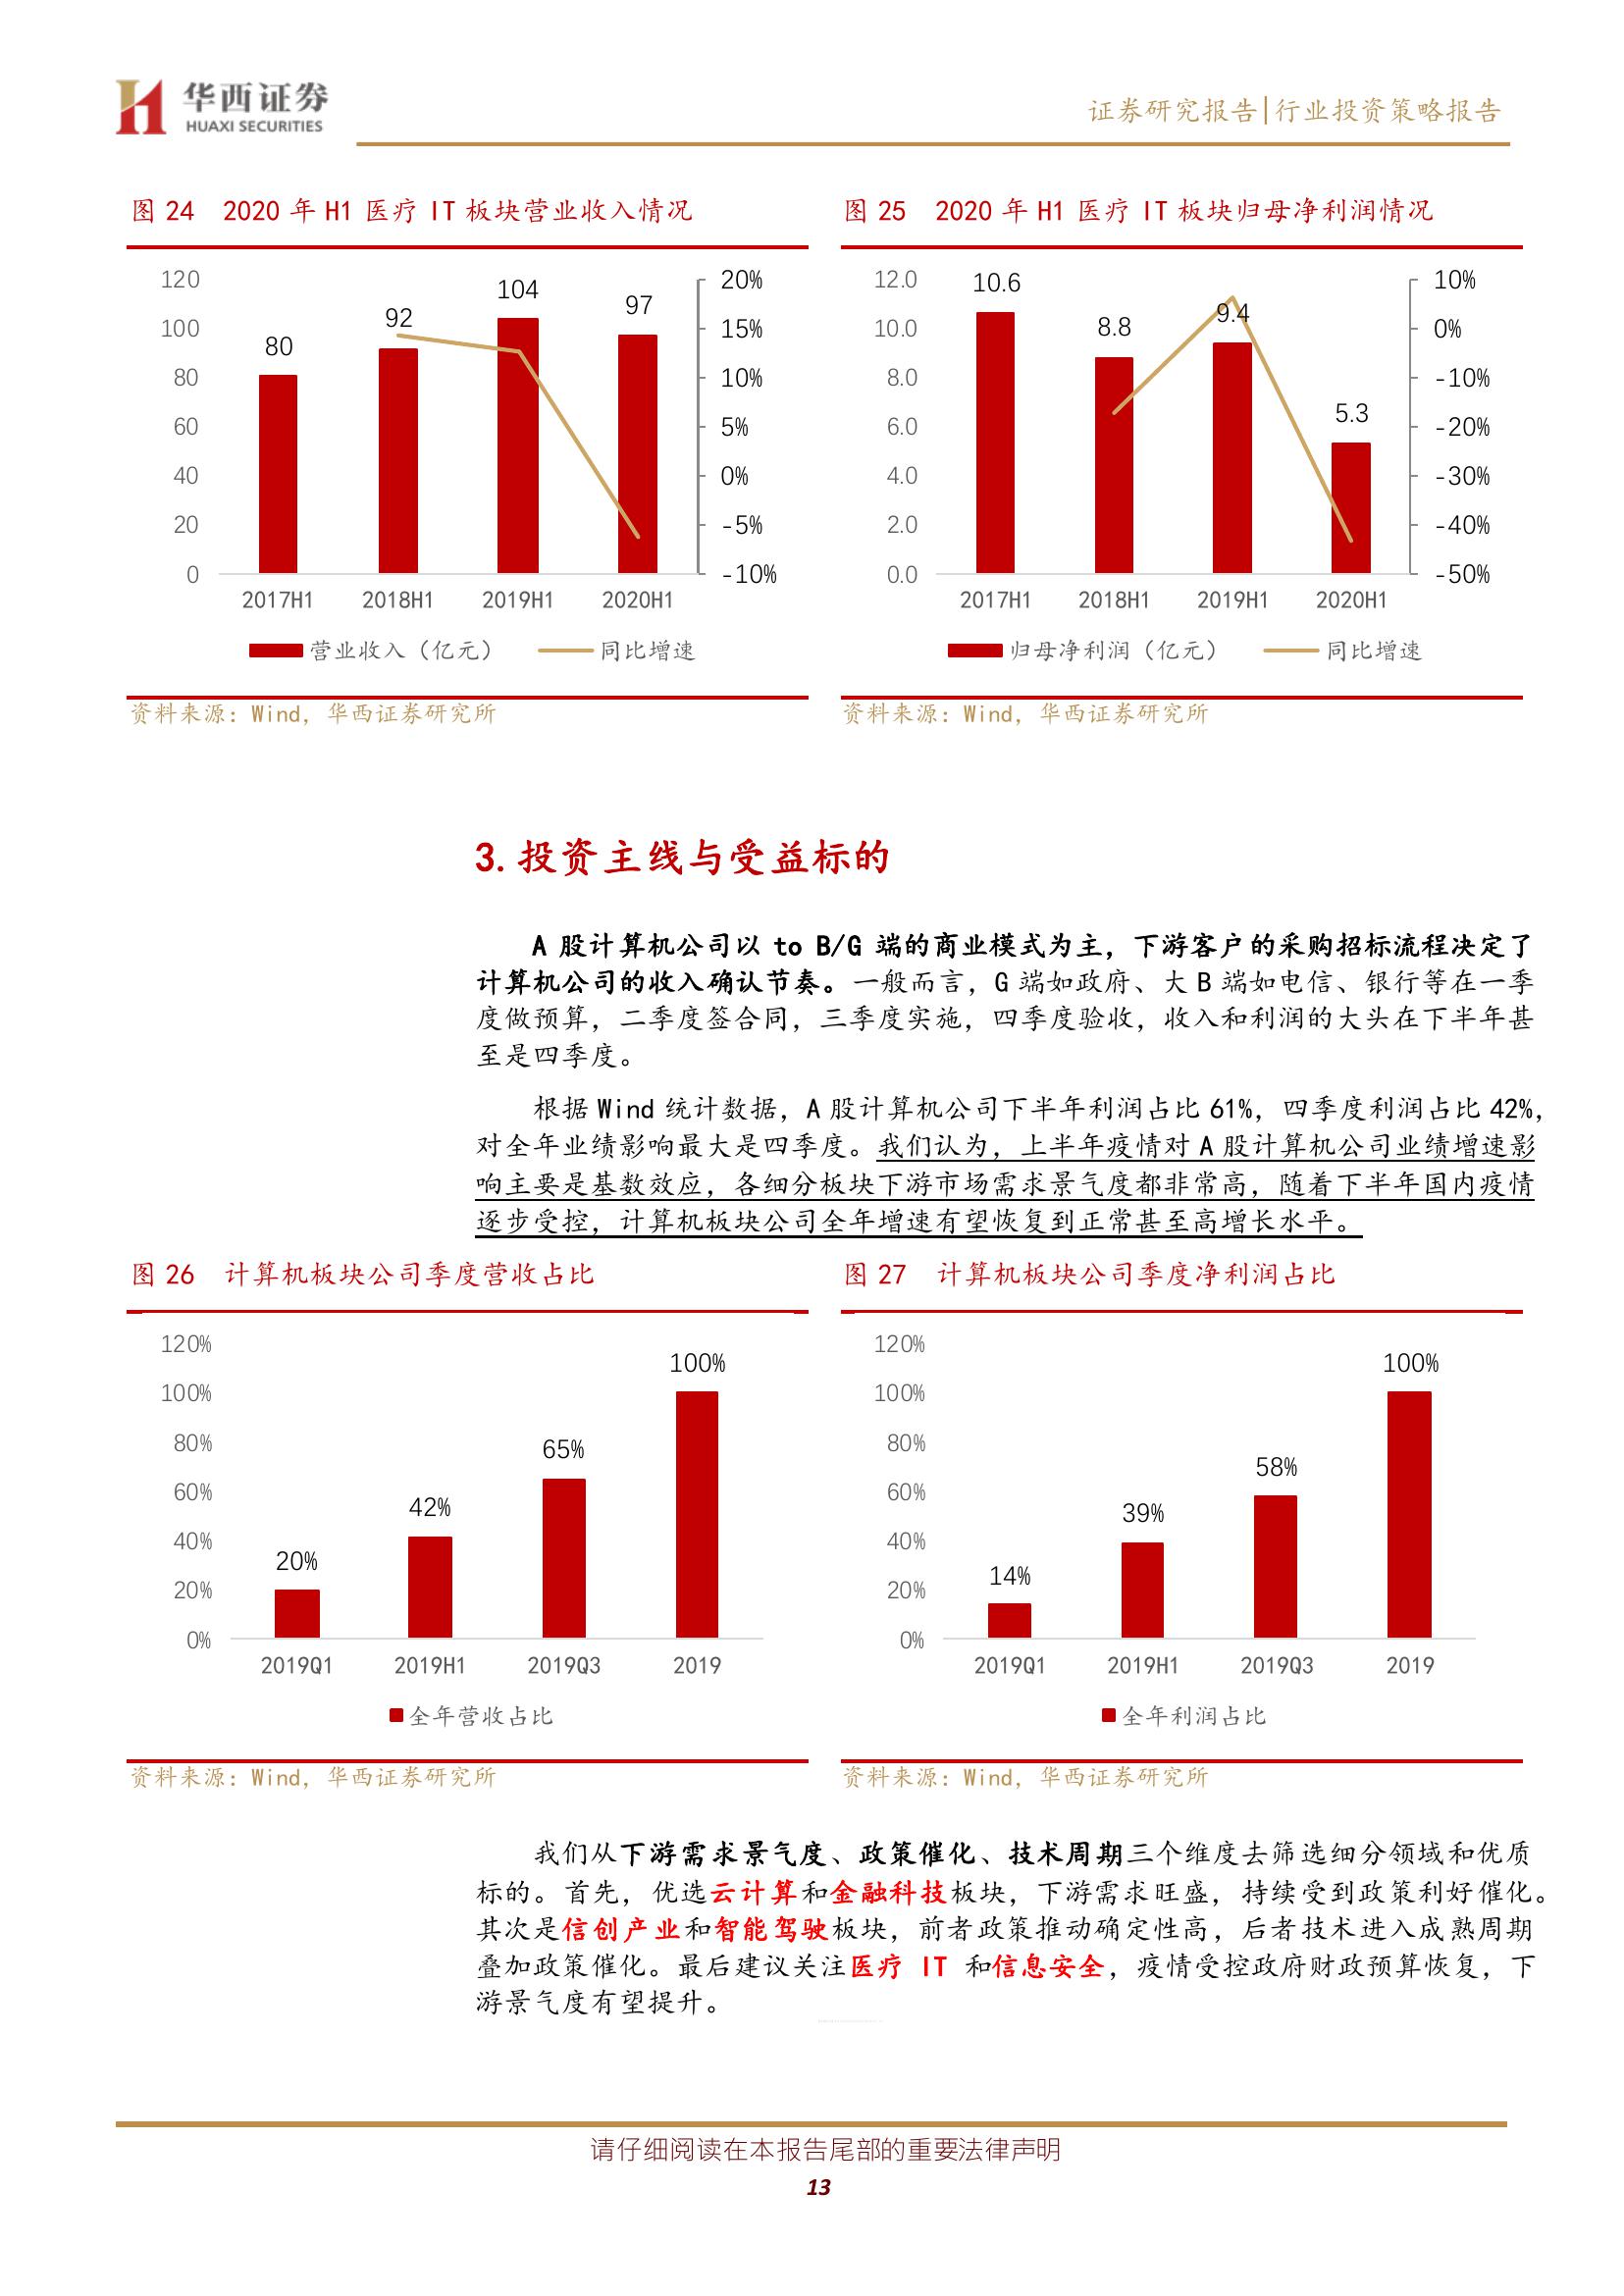 华西证券
HUAXI SECURITIES
证券研究报告|行业投资策略报告
图 24 2020 年 H1 医疗 IT 板块营业收入情况
120
100
80
60
40
20
0
20%
15%
10%
5%
0%
-5%
-10%
80
92
104
97
2017H1 2018H1 2019H1 2020H1
营业收入（亿元） 同比增速
资料来源：Wind，华西证券研究所
图 25 2020 年 H1 医疗 IT 板块归母净利润情况
12.0
10.0
8.0
6.0
4.0
2.0
0.0
10%
0%
-10%
-20%
-30%
-40%
-50%
10.6
8.8
9.4
5.3
2017H1 2018H1 2019H1 2020H1
归母净利润（亿元） 同比增速
资料来源：Wind，华西证券研究所
3.投资主线与受益标的
A 股计算机公司以 to B/G 端的商业模式为主，下游客户的采购招标流程决定了
计算机公司的收入确认节奏。一般而言，G 端如政府、大 B 端如电信、银行等在一季
度做预算，二季度签合同，三季度实施，四季度验收，收入和利润的大头在下半年甚
至是四季度。
根据 Wind 统计数据，A 股计算机公司下半年利润占比 61%，四季度利润占比 42%，
对全年业绩影响最大是四季度。我们认为，上半年疫情对 A 股计算机公司业绩增速影
响主要是基数效应，各细分板块下游市场需求景气度都非常高，随着下半年国内疫情
逐步受控，计算机板块公司全年增速有望恢复到正常甚至高增长水平。
图 26 计算机板块公司季度营收占比
120%
100%
80%
60%
40%
20%
0%
20%
42%
65%
100%
2019Q1 2019H1 2019Q3 2019
全年营收占比
资料来源：Wind，华西证券研究所
图 27 计算机板块公司季度净利润占比
120%
100%
80%
60%
40%
20%
0%
14%
39%
58%
100%
2019Q1 2019H1 2019Q3 2019
全年利润占比
资料来源：Wind，华西证券研究所
我们从下游需求景气度、政策催化、技术周期三个维度去筛选细分领域和优质
标的。首先，优选云计算和金融科技板块，下游需求旺盛，持续受到政策利好催化。
其次是信创产业和智能驾驶板块，前者政策推动确定性高，后者技术进入成熟周期
叠加政策催化。最后建议关注医疗 IT 和信息安全，疫情受控政府财政预算恢复，下
游景气度有望提升。
请仔细阅读在本报告尾部的重要法律声明
13